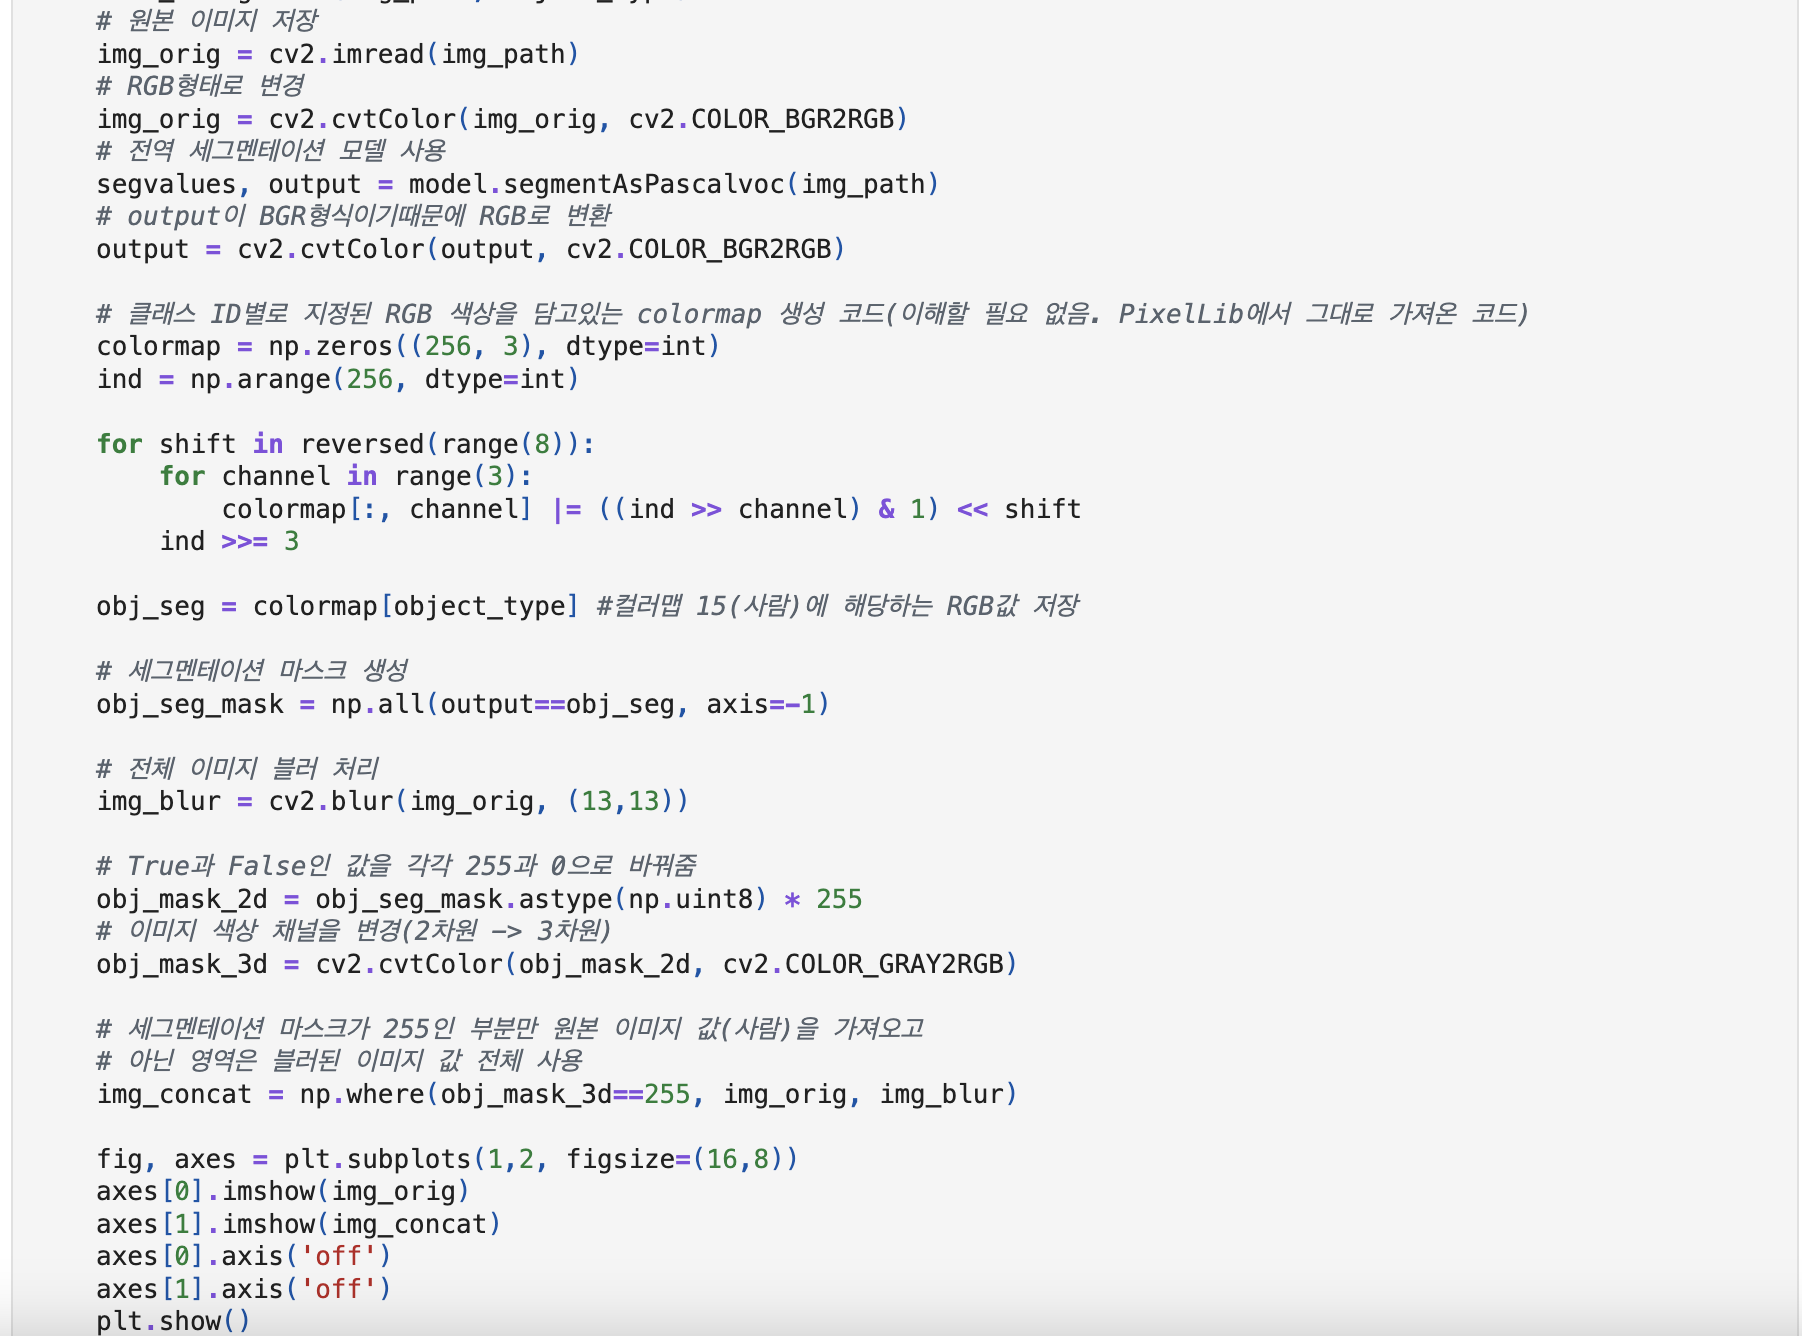 # 원본 이미지 저장
img_orig = cv2.imread(img_path)
# RGB형태로 변경
img_orig = cv2.cvtColor(img_orig, cv2.COLOR_BGR2RGB)
# 전역 세그멘테이션 모델 사용
segvalues, output = model.segmentAsPascalvoc(img_path)
# output이 BGR형식이기때문에 RGB로 변환
output = cv2.cvtColor(output, cv2.COLOR_BGR2RGB)
# 클래스 ID별로 지정된 RGB 색상을 담고있는 colormap 생성 코드(이해할 필요 없음. PixelLib에서 그대로 가져온 코드)
colormap = np.zeros((256, 3), dtype=int)
ind = np.arange(256, dtype=int)
for shift in reversed(range(8)):
    for channel in range(3):
        colormap[:, channel] |= ((ind >> channel) & 1) << shift
    ind >>= 3
obj_seg = colormap[object_type] #컬러맵 15(사람)에 해당하는 RGB값 저장
# 세그멘테이션 마스크 생성
obj_seg_mask = np.all(output==obj_seg, axis=-1)
# 전체 이미지 블러 처리
img_blur = cv2.blur(img_orig, (13,13))
# True과 False인 값을 각각 255과 0으로 바꿔줌
obj_mask_2d = obj_seg_mask.astype(np.uint8) * 255
# 이미지 색상 채널을 변경(2차원 -> 3차원)
obj_mask_3d = cv2.cvtColor(obj_mask_2d, cv2.COLOR_GRAY2RGB)
# 세그멘테이션 마스크가 255인 부분만 원본 이미지 값(사람)을 가져오고
# 아닌 영역은 블러된 이미지 값 전체 사용
img_concat = np.where(obj_mask_3d==255, img_orig, img_blur)
fig, axes = plt.subplots(1,2, figsize=(16,8))
axes[0].imshow(img_orig)
axes[1].imshow(img_concat)
axes[0].axis('off')
axes[1].axis('off')
plt.show()